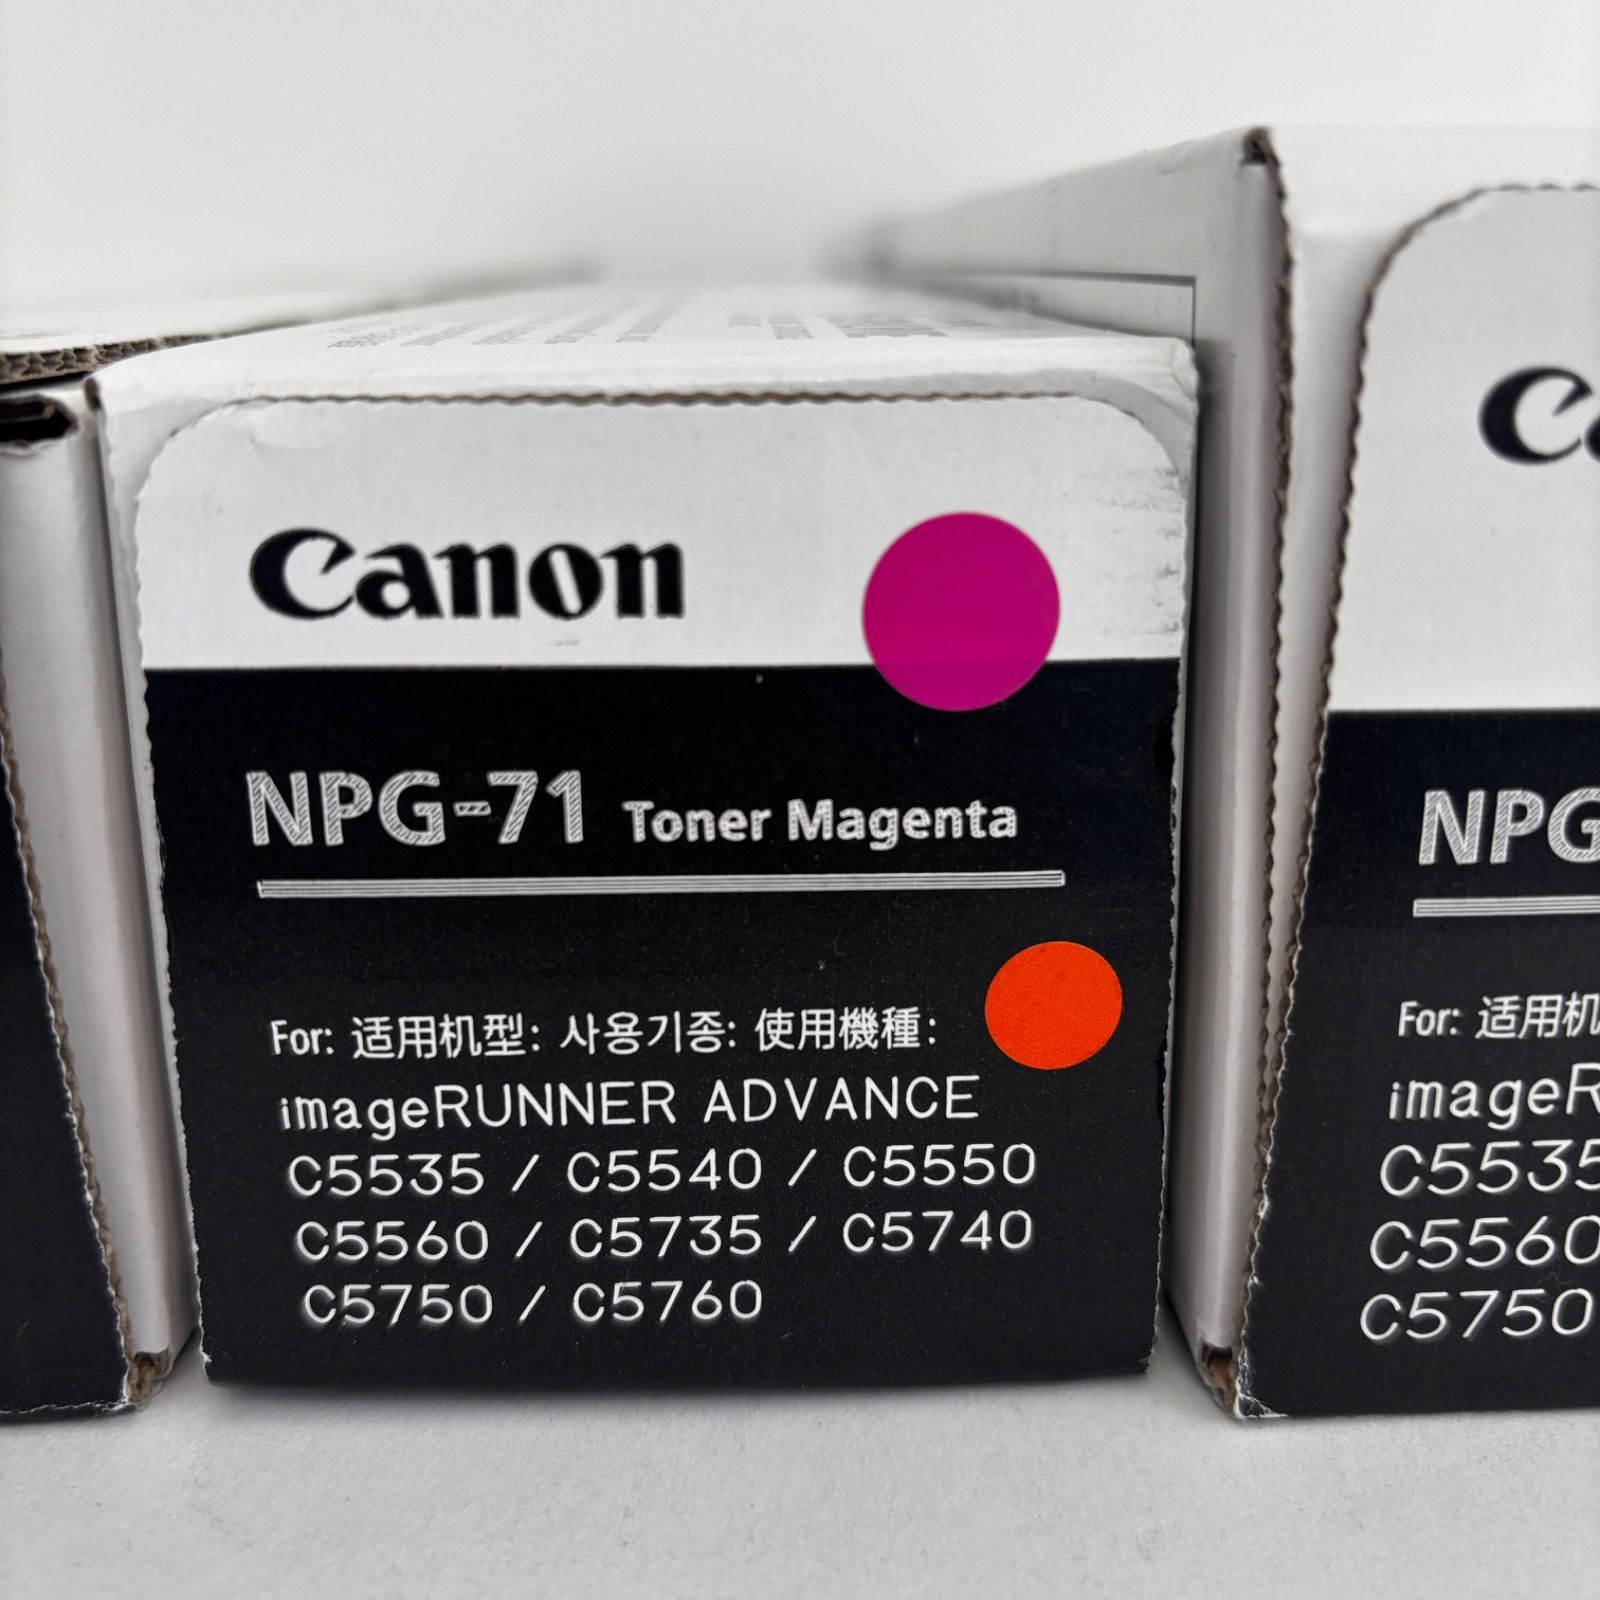 Canon
NPG-71 Toner Magenta
For: 适用机型: 사용기종: 使用機種:
imageRUNNER ADVANCE
C5535 / C5540 / C5550
C5560 / C5735 / C5740
C5750 / C5760
NPG
For: 适用机
C5535
C5560
C5750